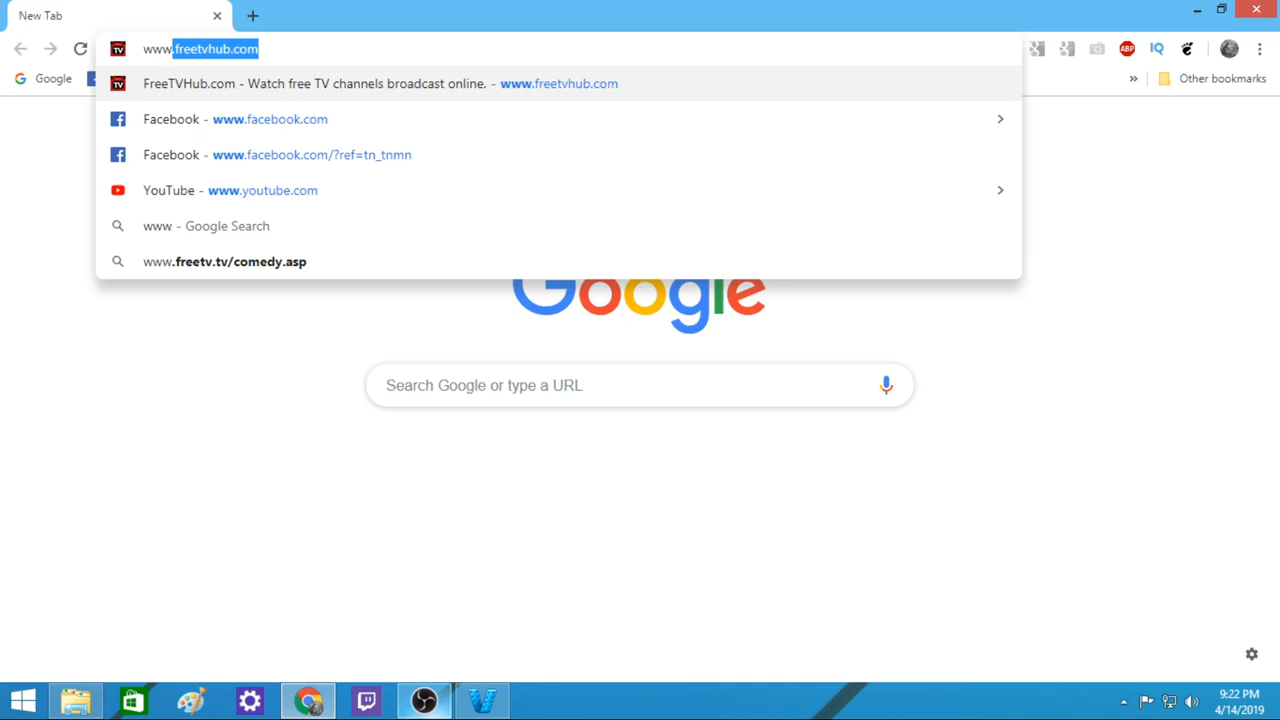 New Tab
www.freetvhub.com
ABP
IQ
Google
»
Other bookmarks
TV
FreeTVHub.com - Watch free TV channels broadcast online. - www.freetvhub.com
Facebook - www.facebook.com
Facebook - www.facebook.com/?ref=tn_tnmn
YouTube - www.youtube.com
www - Google Search
www.freetv.tv/comedy.asp
Google
Search Google or type a URL
9:22 PM
4/14/2019